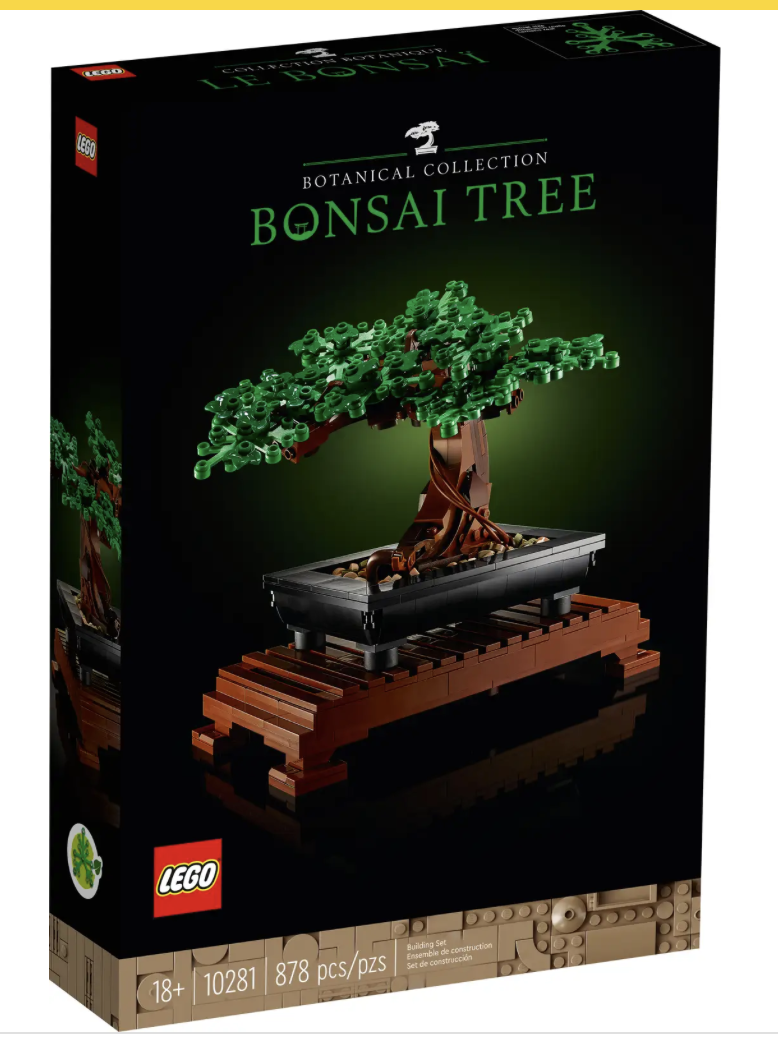 LEGO
COLLECTION BOTANIQUE
LE BONSAÏ
LEGO
BOTANICAL COLLECTION
BONSAI TREE
LEGO
18+ 10281 878 pcs/pzs
Building Set
Ensemble de construction
Set de construcción